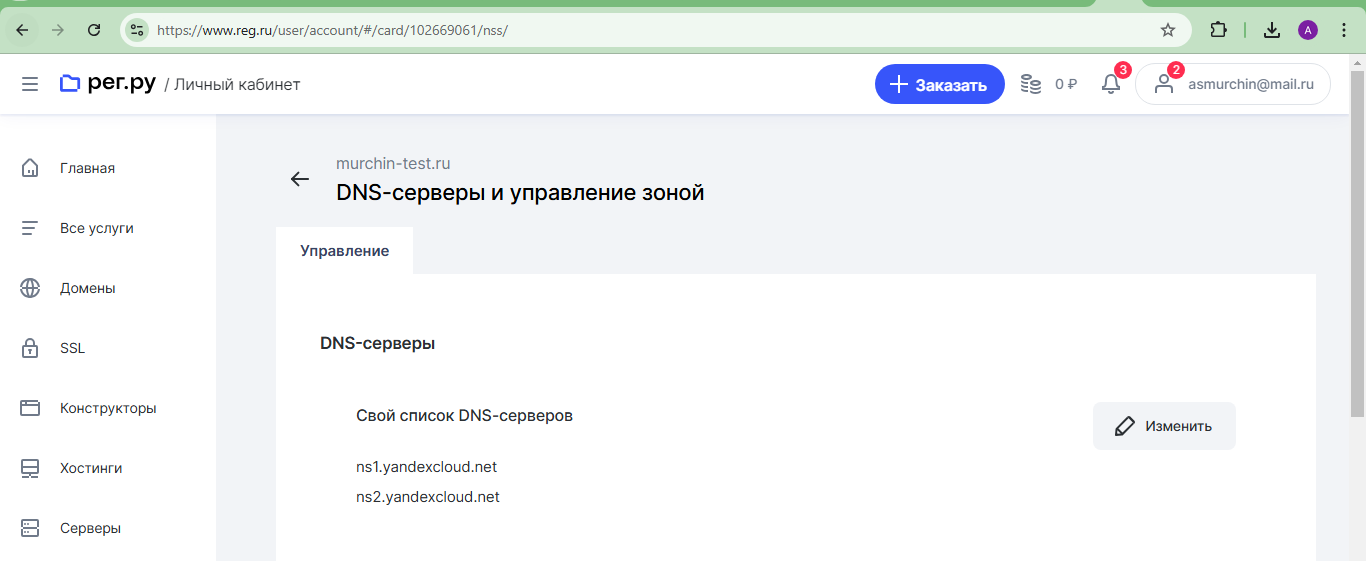 https://www.reg.ru/user/account/#/card/102669061/nss/
A
рег.ру / Личный кабинет
Заказать
0 ₽
3
2
asmurchin@mail.ru
Главная
Все услуги
Домены
SSL
Конструкторы
Хостинги
Серверы
murchin-test.ru
DNS-серверы и управление зоной
Управление
DNS-серверы
Свой список DNS-серверов
Изменить
ns1.yandexcloud.net
ns2.yandexcloud.net